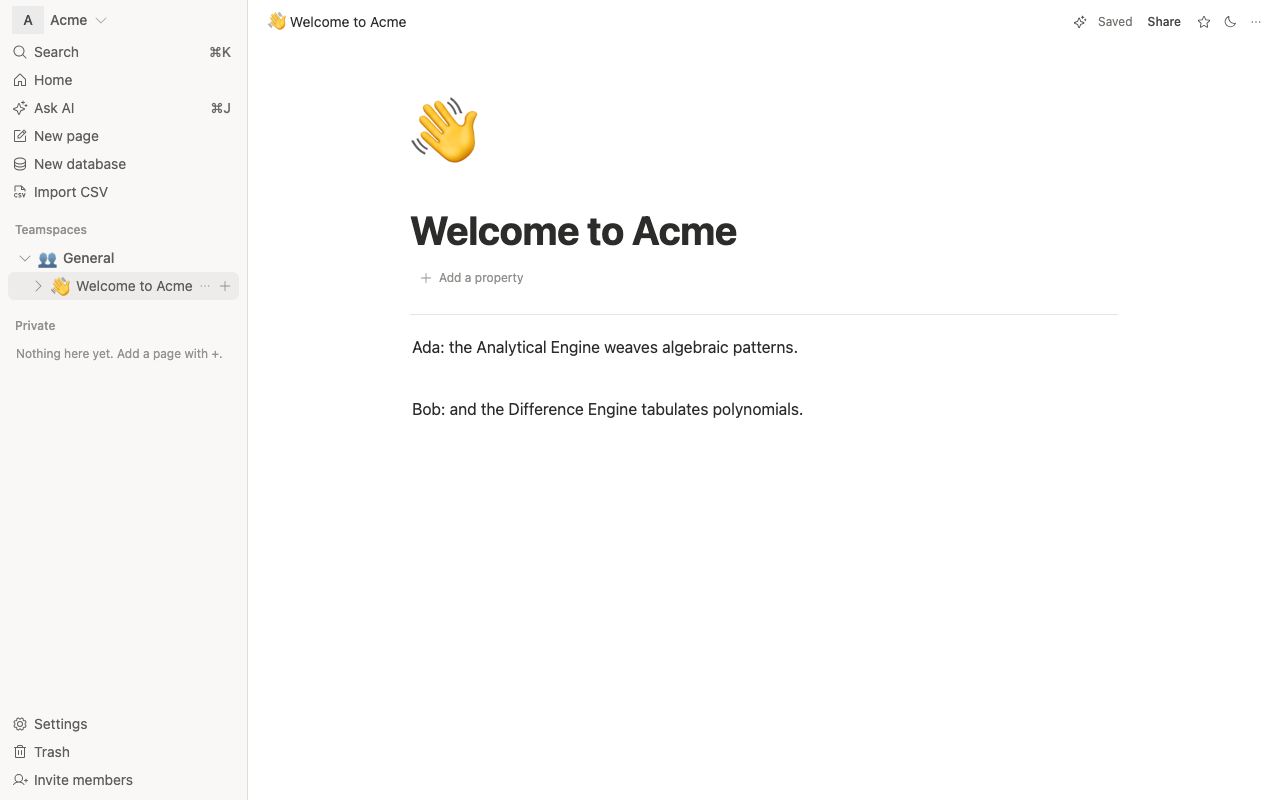 A Acme
Welcome to Acme
Saved
Share
Search ⌘K
Home
Ask AI ⌘J
New page
New database
Import CSV
Teamspaces
General
Welcome to Acme
Private
Nothing here yet. Add a page with +.
Settings
Trash
Invite members
Welcome to Acme
Add a property
Ada: the Analytical Engine weaves algebraic patterns.
Bob: and the Difference Engine tabulates polynomials.